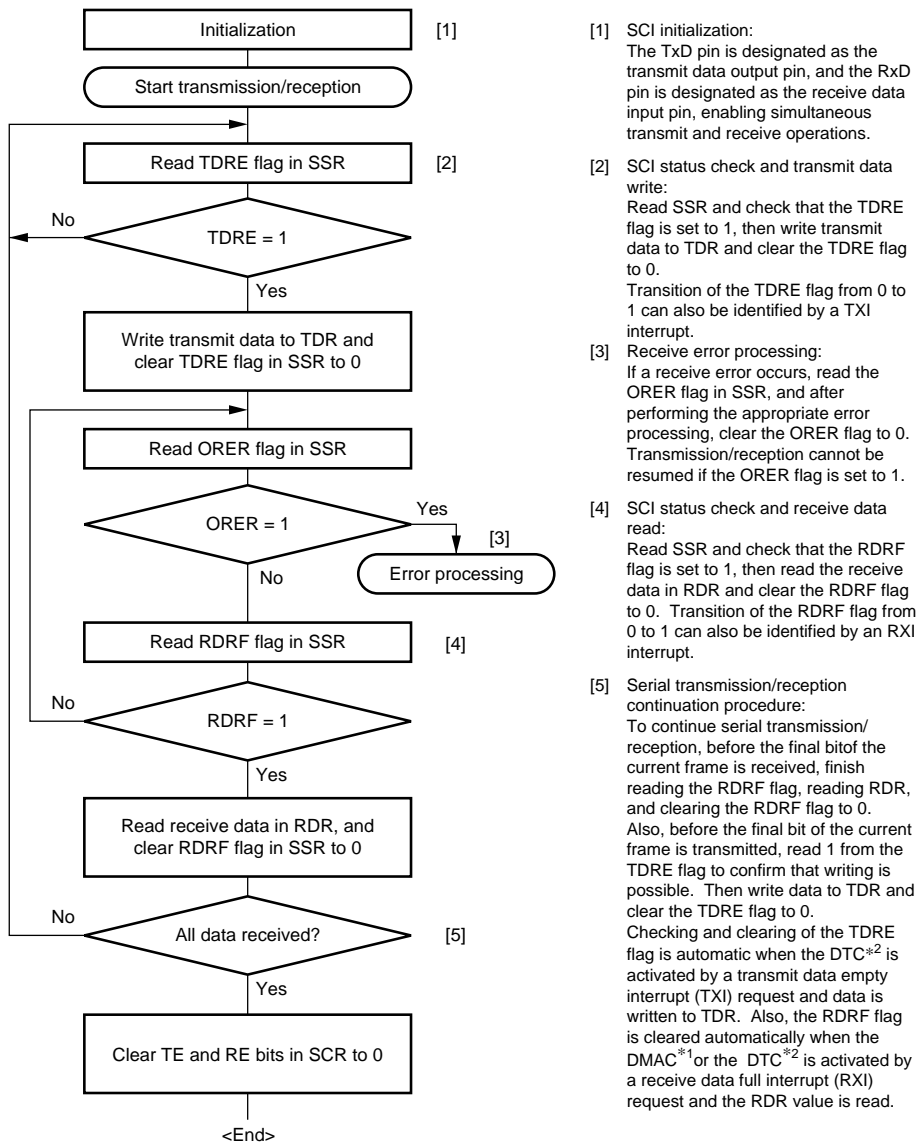 Initialization
[1]
Start transmission/reception
Read TDRE flag in SSR
[2]
No
TDRE = 1
Yes
Write transmit data to TDR and
clear TDRE flag in SSR to 0
Read ORER flag in SSR
Yes
ORER = 1
[3]
No
Error processing
Read RDRF flag in SSR
[4]
No
RDRF = 1
Yes
Read receive data in RDR, and
clear RDRF flag in SSR to 0
No
All data received?
[5]
Yes
Clear TE and RE bits in SCR to 0
<End>
[1] SCI initialization:
The TxD pin is designated as the
transmit data output pin, and the RxD
pin is designated as the receive data
input pin, enabling simultaneous
transmit and receive operations.
[2] SCI status check and transmit data
write:
Read SSR and check that the TDRE
flag is set to 1, then write transmit
data to TDR and clear the TDRE flag
to 0.
Transition of the TDRE flag from 0 to
1 can also be identified by a TXI
interrupt.
[3] Receive error processing:
If a receive error occurs, read the
ORER flag in SSR, and after
performing the appropriate error
processing, clear the ORER flag to 0.
Transmission/reception cannot be
resumed if the ORER flag is set to 1.
[4] SCI status check and receive data
read:
Read SSR and check that the RDRF
flag is set to 1, then read the receive
data in RDR and clear the RDRF flag
to 0. Transition of the RDRF flag from
0 to 1 can also be identified by an RXI
interrupt.
[5] Serial transmission/reception
continuation procedure:
To continue serial transmission/
reception, before the final bitof the
current frame is received, finish
reading the RDRF flag, reading RDR,
and clearing the RDRF flag to 0.
Also, before the final bit of the current
frame is transmitted, read 1 from the
TDRE flag to confirm that writing is
possible. Then write data to TDR and
clear the TDRE flag to 0.
Checking and clearing of the TDRE
flag is automatic when the DTC*2 is
activated by a transmit data empty
interrupt (TXI) request and data is
written to TDR. Also, the RDRF flag
is cleared automatically when the
DMAC*1or the DTC*2 is activated by
a receive data full interrupt (RXI)
request and the RDR value is read.